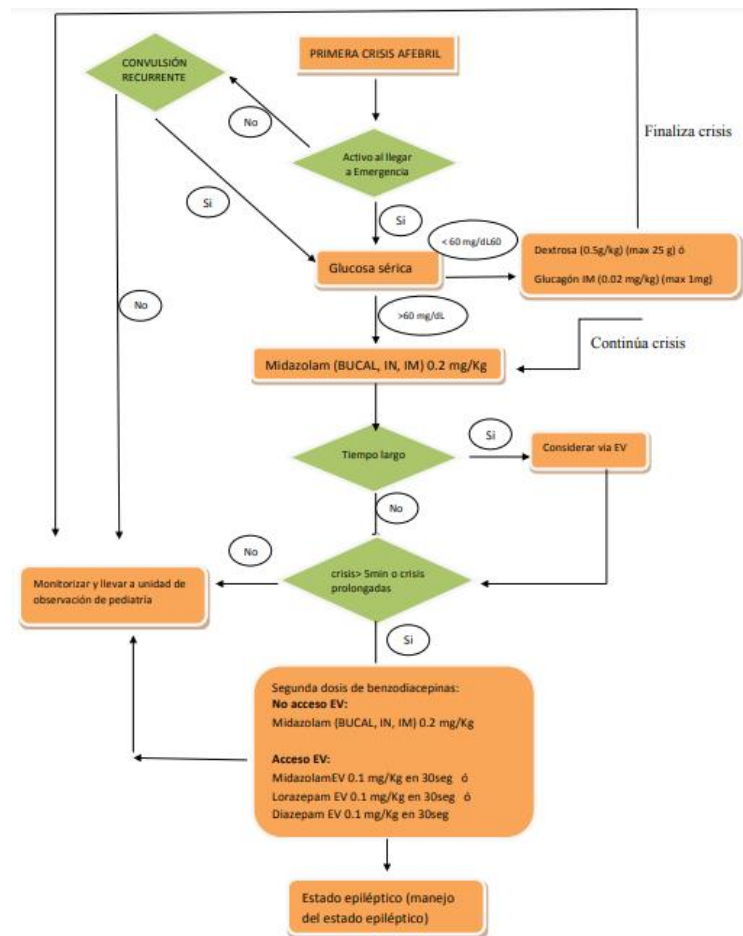 PRIMERA CRISIS AFEBRIL
CONVULSIÓN
RECURRENTE
No
Finaliza crisis
Activo al llegar
a Emergencia
Si
Si
< 60 mg/dL60
Glucosa sérica
Dextrosa (0.5g/kg) (max 25 g) ó
Glucagón IM (0.02 mg/kg) (max 1mg)
No
>60 mg/dL
Continúa crisis
Midazolam (BUCAL, IN, IM) 0.2 mg/Kg
Tiempo largo
Si
Considerar via EV
No
No
crisis> 5min o crisis
prolongadas
Monitorizar y llevar a unidad de
observación de pediatría
Si
Segunda dosis de benzodiacepinas:
No acceso EV:
Midazolam (BUCAL, IN, IM) 0.2 mg/Kg
Acceso EV:
MidazolamEV 0.1 mg/Kg en 30seg ó
Lorazepam EV 0.1 mg/Kg en 30seg ó
Diazepam EV 0.1 mg/Kg en 30seg
Estado epiléptico (manejo
del estado epiléptico)